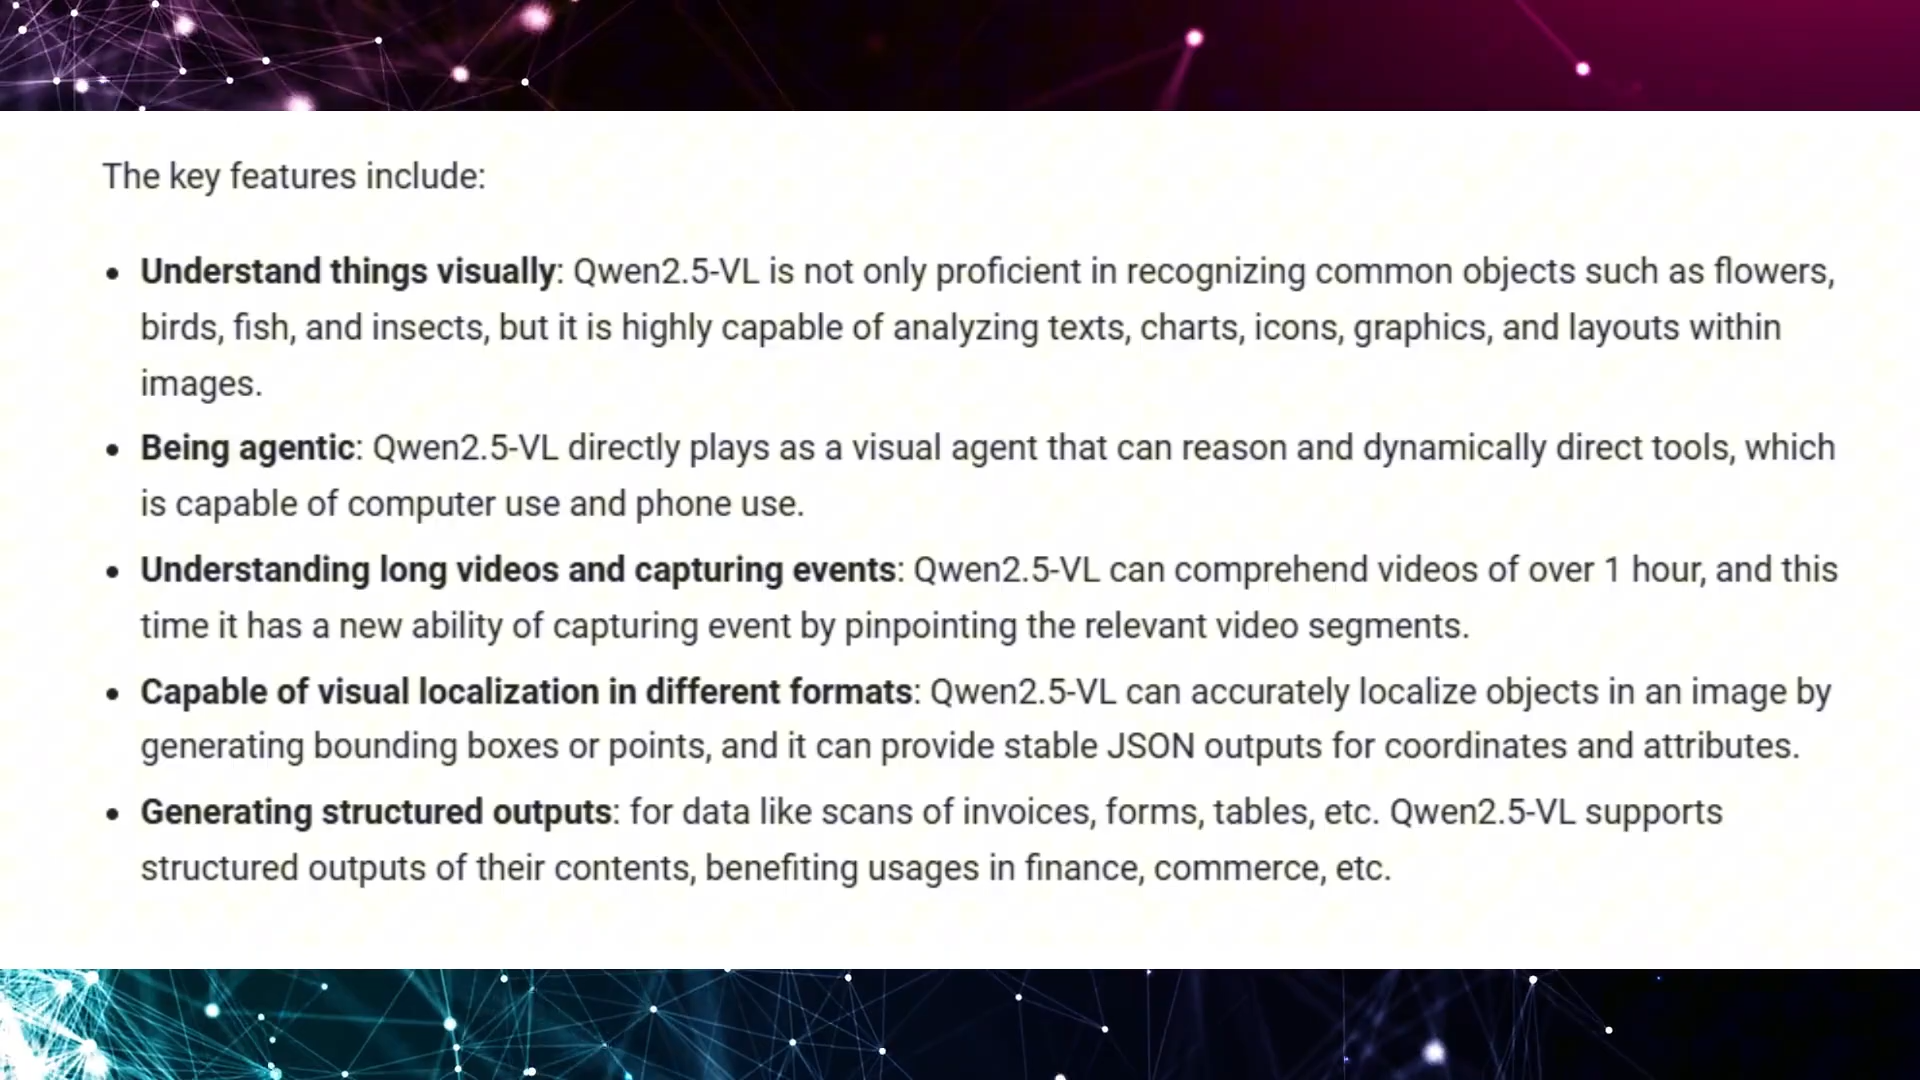 The key features include:
• Understand things visually: Qwen2.5-VL is not only proficient in recognizing common objects such as flowers,
birds, fish, and insects, but it is highly capable of analyzing texts, charts, icons, graphics, and layouts within
images.
• Being agentic: Qwen2.5-VL directly plays as a visual agent that can reason and dynamically direct tools, which
is capable of computer use and phone use.
• Understanding long videos and capturing events: Qwen2.5-VL can comprehend videos of over 1 hour, and this
time it has a new ability of capturing event by pinpointing the relevant video segments.
• Capable of visual localization in different formats: Qwen2.5-VL can accurately localize objects in an image by
generating bounding boxes or points, and it can provide stable JSON outputs for coordinates and attributes.
• Generating structured outputs: for data like scans of invoices, forms, tables, etc. Qwen2.5-VL supports
structured outputs of their contents, benefiting usages in finance, commerce, etc.